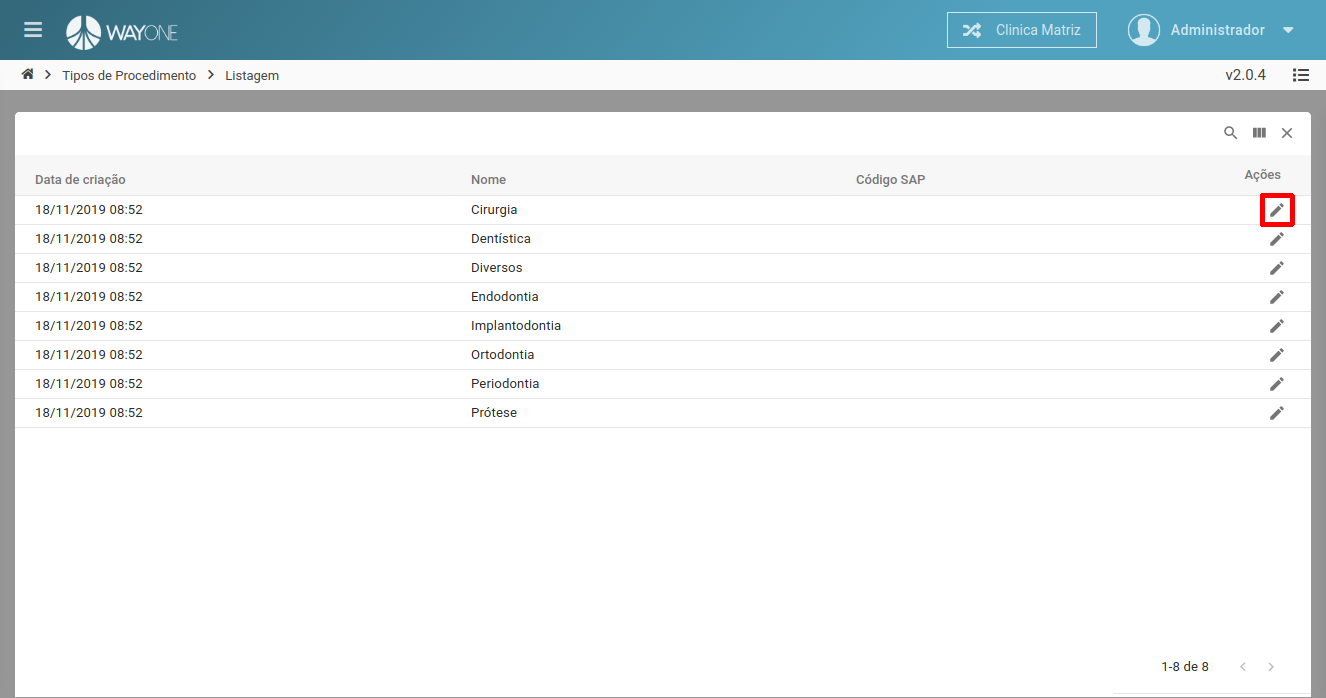 WAYONE
Clinica Matriz
Administrador
Tipos de Procedimento
Listagem
v2.0.4
Data de criação Nome Código SAP Ações
18/11/2019 08:52 Cirurgia
18/11/2019 08:52 Dentística
18/11/2019 08:52 Diversos
18/11/2019 08:52 Endodontia
18/11/2019 08:52 Implantodontia
18/11/2019 08:52 Ortodontia
18/11/2019 08:52 Periodontia
18/11/2019 08:52 Prótese
1-8 de 8